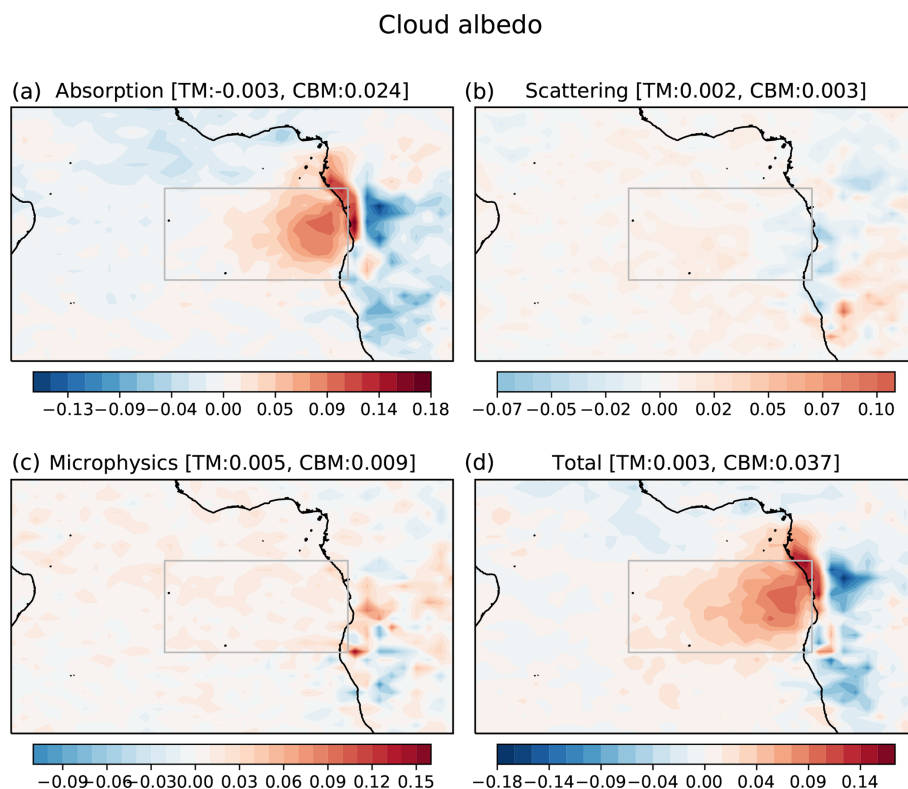 Cloud albedo
(a) Absorption [TM:-0.003, CBM:0.024]
(b) Scattering [TM:0.002, CBM:0.003]
−0.13−0.09−0.04 0.00 0.05 0.09 0.14 0.18
−0.07 −0.05 −0.02 0.00 0.02 0.05 0.07 0.10
(c) Microphysics [TM:0.005, CBM:0.009]
(d) Total [TM:0.003, CBM:0.037]
−0.09−0.06−0.030.00 0.03 0.06 0.09 0.12 0.15
−0.18 −0.14 −0.09 −0.04 0.00 0.04 0.09 0.14